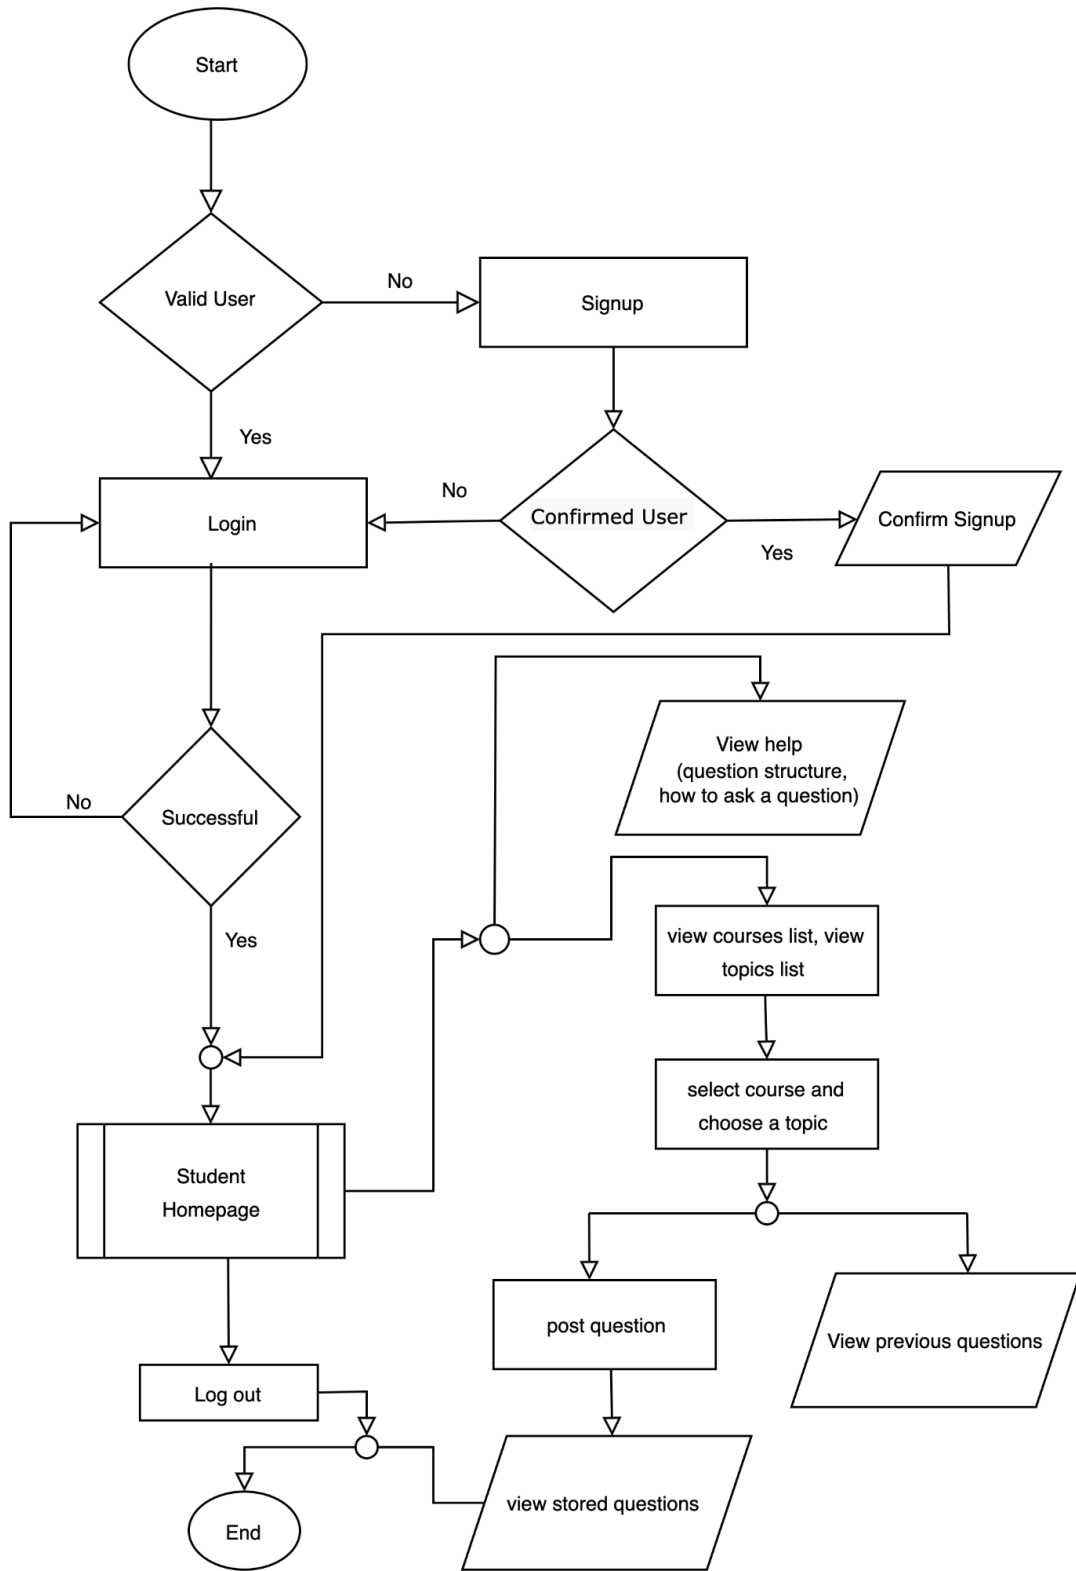 Start
Valid User
No
Signup
Yes
Login
No
Confirmed User
Yes
Confirm Signup
View help
(question structure,
how to ask a question)
No
Successful
Yes
view courses list, view
topics list
select course and
choose a topic
Student
Homepage
post question
View previous questions
Log out
view stored questions
End